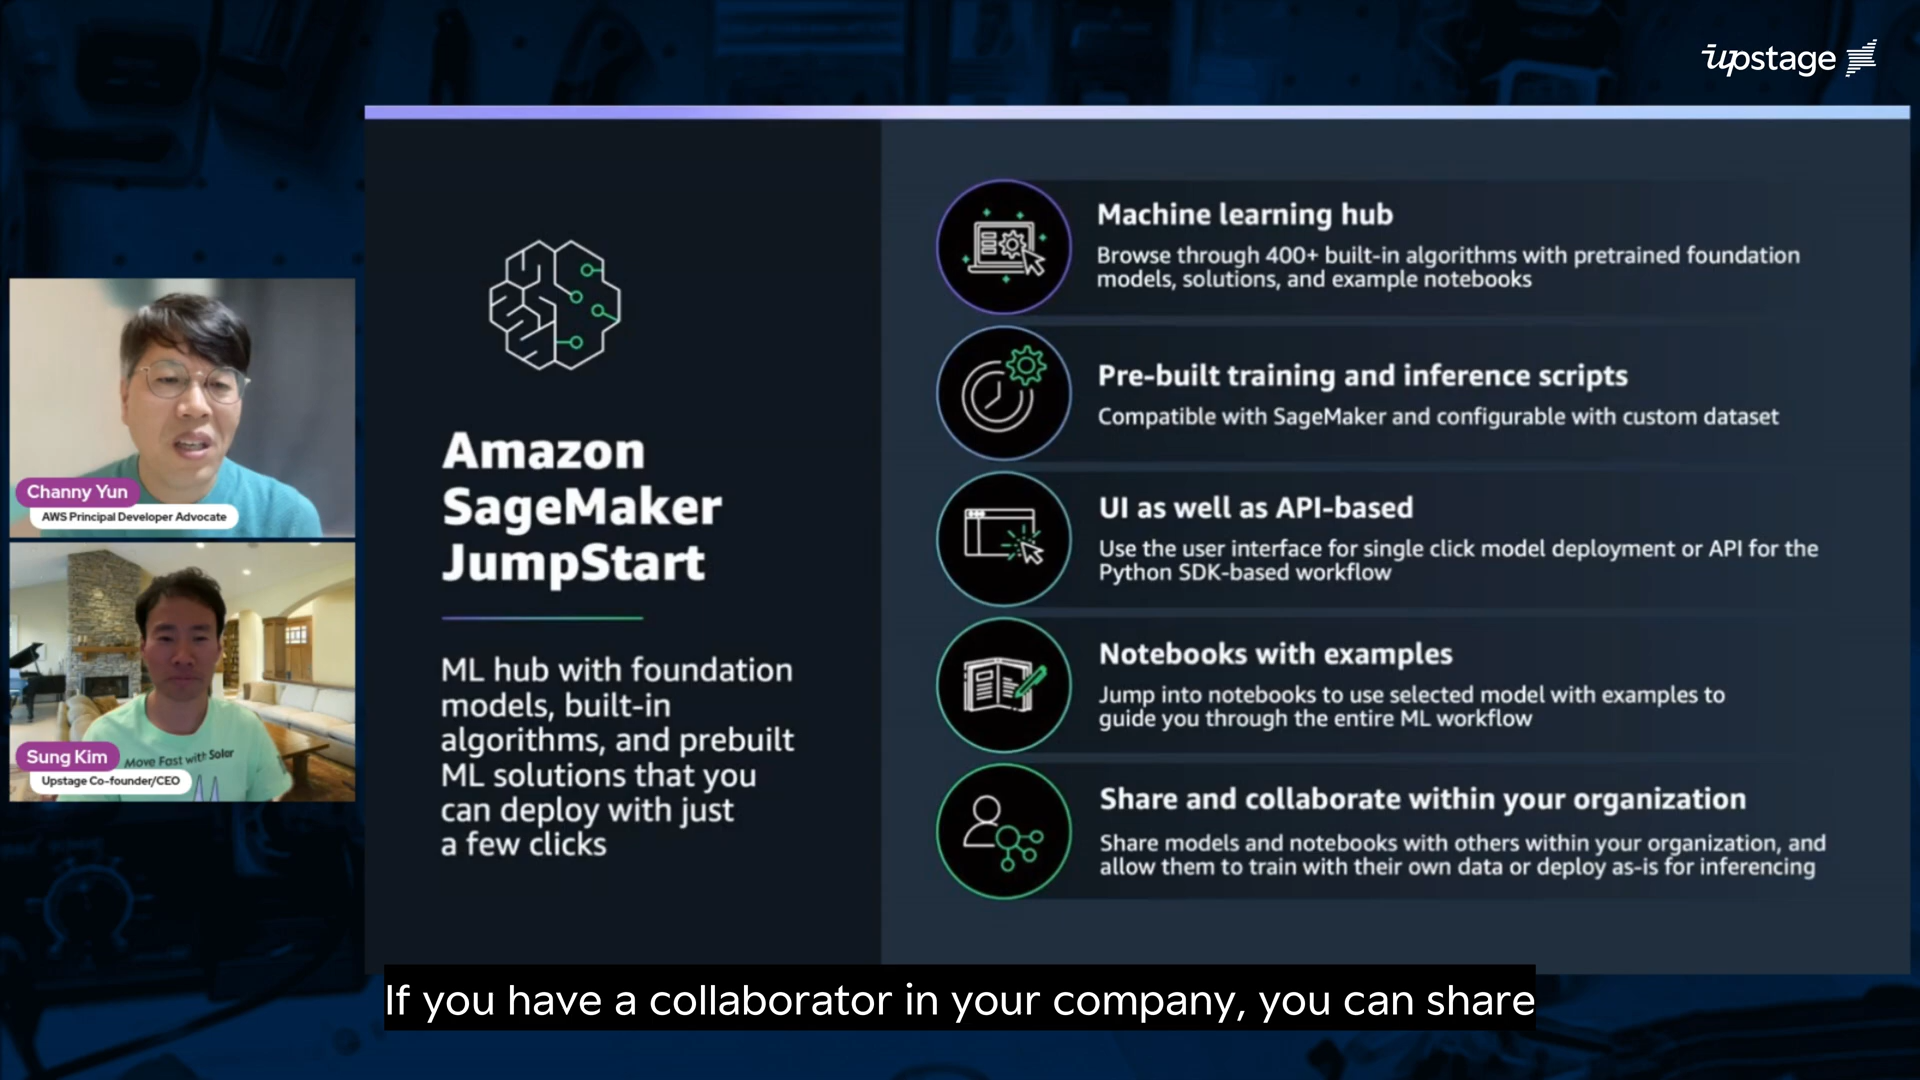 upstage
Channy Yun
AWS Principal Developer Advocate
Move Fast with Solar
Sung Kim
Upstage Co-founder/CEO
Amazon
SageMaker
JumpStart
ML hub with foundation
models, built-in
algorithms, and prebuilt
ML solutions that you
can deploy with just
a few clicks
Machine learning hub
Browse through 400+ built-in algorithms with pretrained foundation
models, solutions, and example notebooks
Pre-built training and inference scripts
Compatible with SageMaker and configurable with custom dataset
UI as well as API-based
Use the user interface for single click model deployment or API for the
Python SDK-based workflow
Notebooks with examples
Jump into notebooks to use selected model with examples to
guide you through the entire ML workflow
Share and collaborate within your organization
Share models and notebooks with others within your organization, and
allow them to train with their own data or deploy as-is for inferencing
If you have a collaborator in your company, you can share